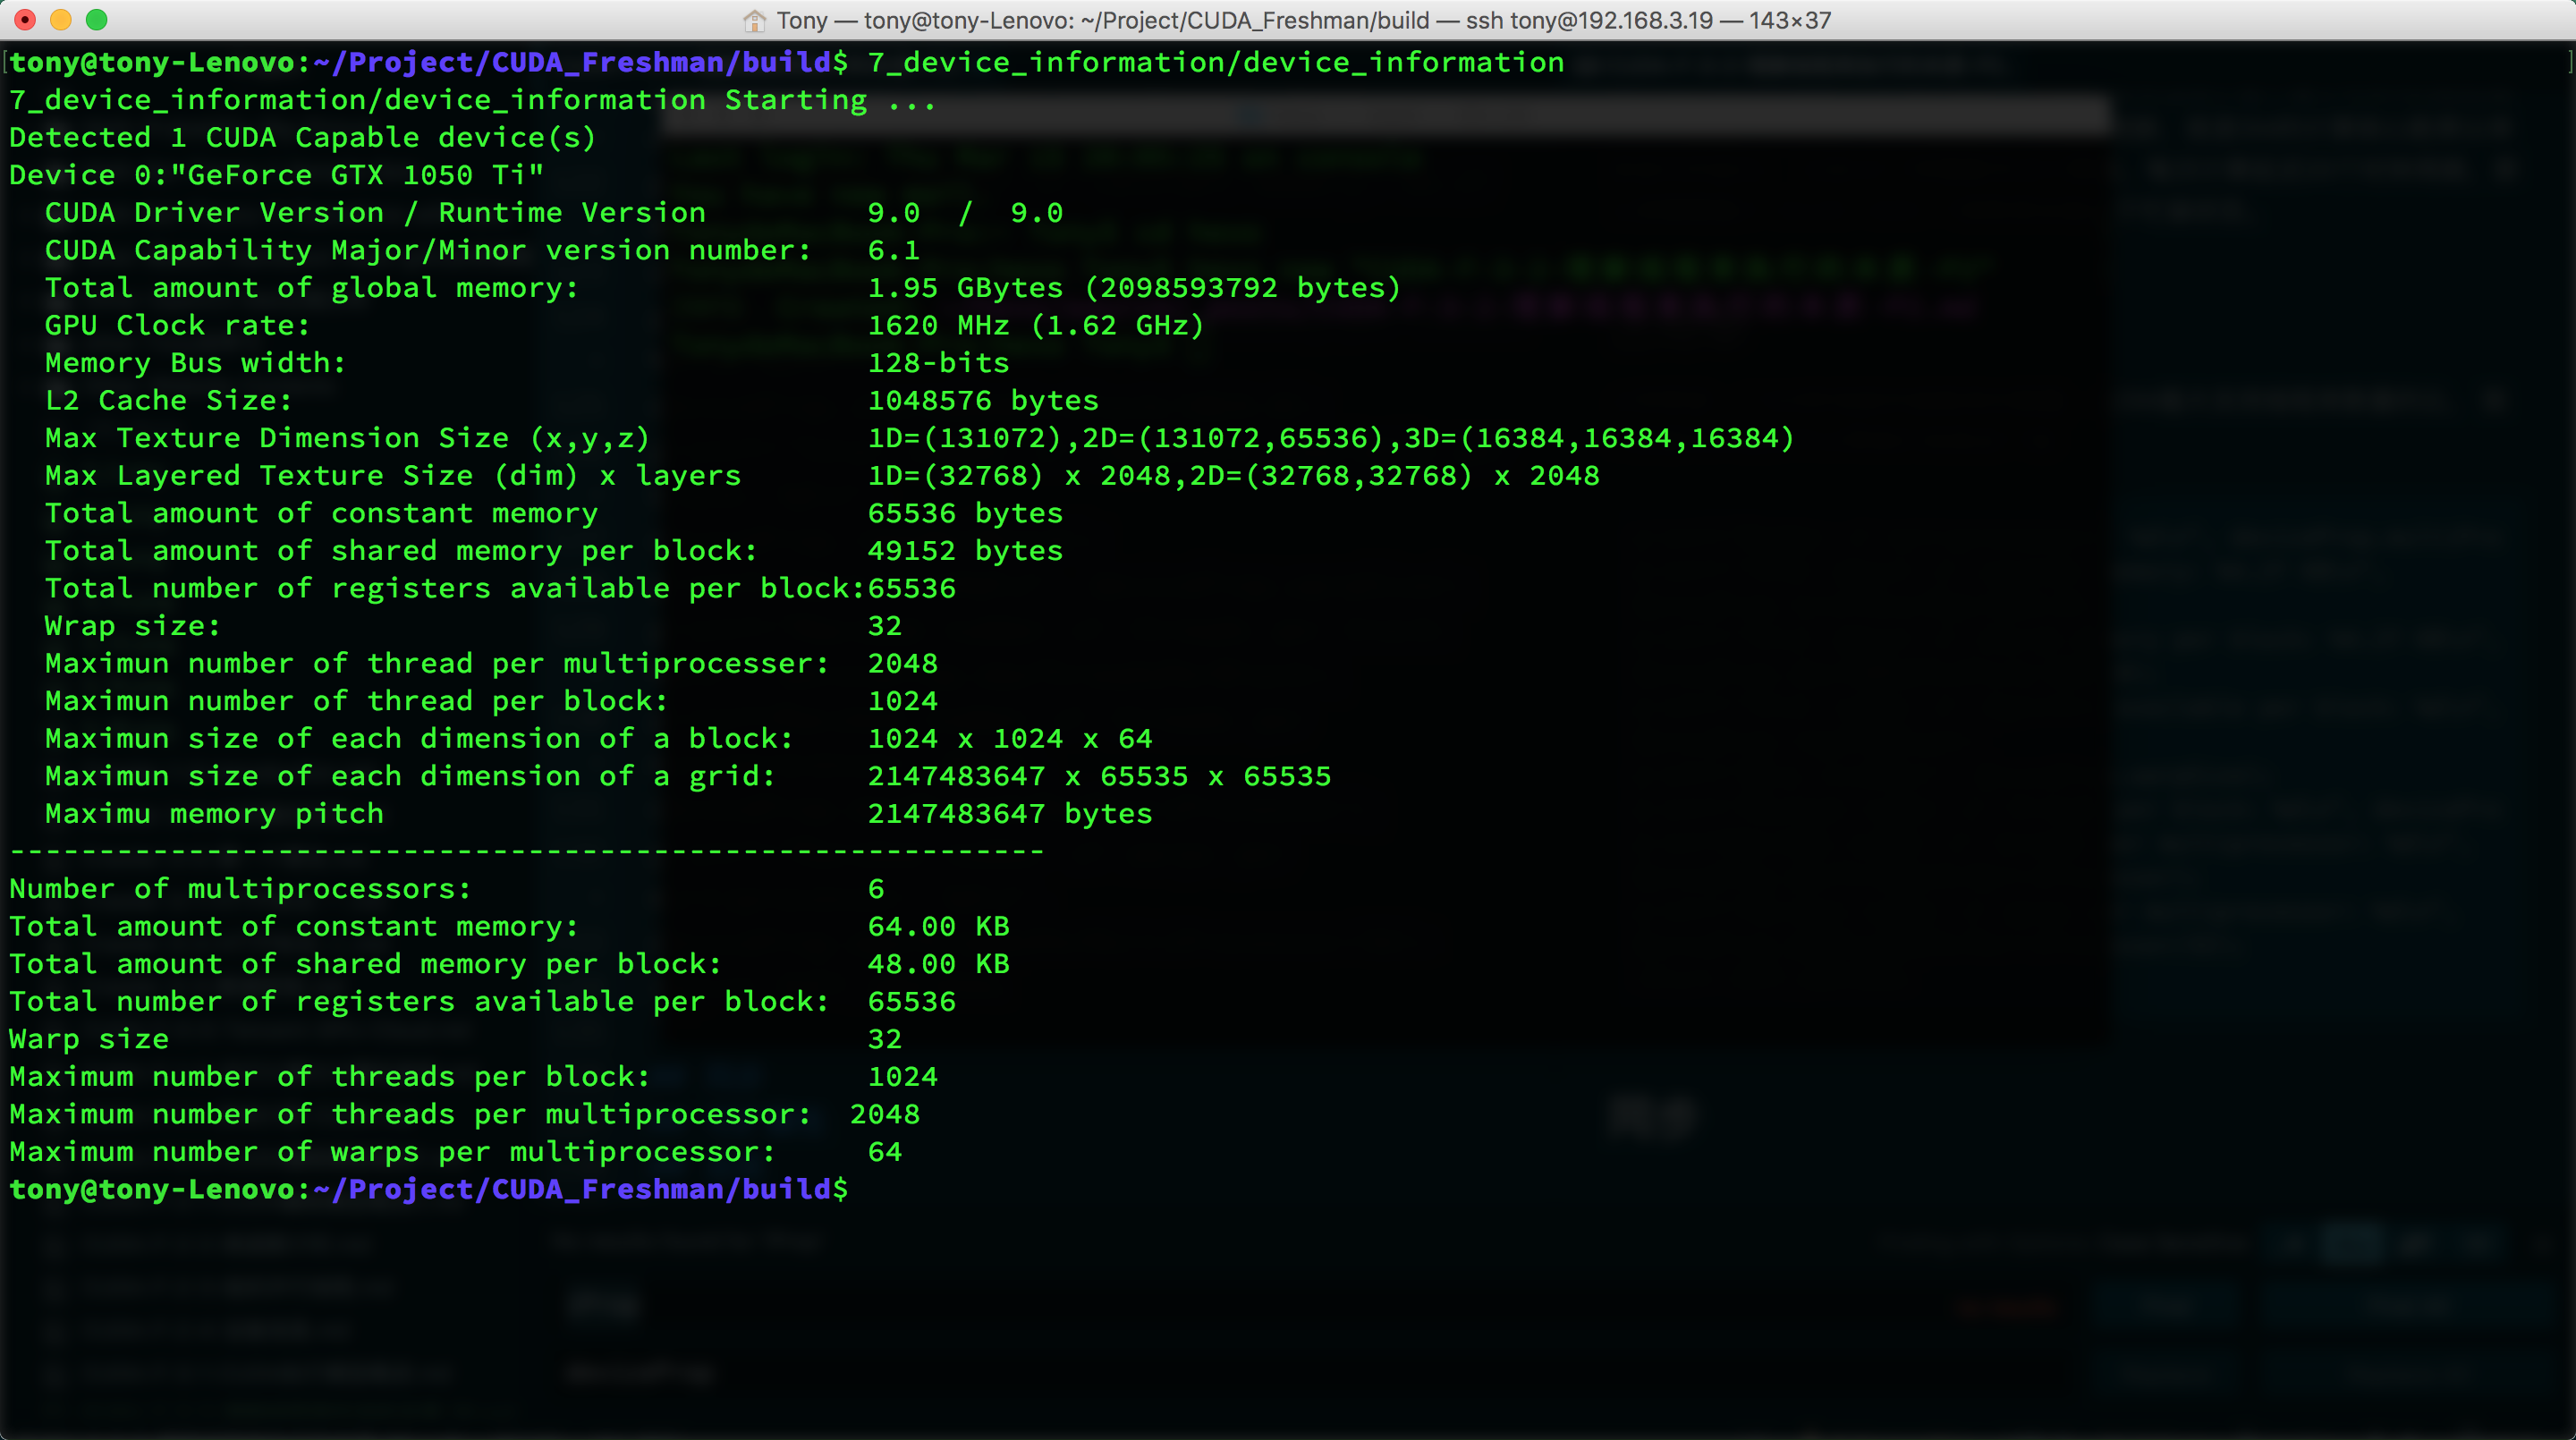 Tony — tony@tony-Lenovo: ~/Project/CUDA_Freshman/build — ssh tony@192.168.3.19 — 143×37
[tony@tony-Lenovo:~/Project/CUDA_Freshman/build$ 7_device_information/device_information ]
7_device_information/device_information Starting ...
Detected 1 CUDA Capable device(s)
Device 0:"GeForce GTX 1050 Ti"
  CUDA Driver Version / Runtime Version         9.0  /  9.0
  CUDA Capability Major/Minor version number:   6.1
  Total amount of global memory:                1.95 GBytes (2098593792 bytes)
  GPU Clock rate:                               1620 MHz (1.62 GHz)
  Memory Bus width:                             128-bits
  L2 Cache Size:                                1048576 bytes
  Max Texture Dimension Size (x,y,z)            1D=(131072),2D=(131072,65536),3D=(16384,16384,16384)
  Max Layered Texture Size (dim) x layers       1D=(32768) x 2048,2D=(32768,32768) x 2048
  Total amount of constant memory               65536 bytes
  Total amount of shared memory per block:      49152 bytes
  Total number of registers available per block:65536
  Wrap size:                                    32
  Maximun number of thread per multiprocesser:  2048
  Maximun number of thread per block:           1024
  Maximun size of each dimension of a block:    1024 x 1024 x 64
  Maximun size of each dimension of a grid:     2147483647 x 65535 x 65535
  Maximu memory pitch                           2147483647 bytes
----------------------------------------------------------
Number of multiprocessors:                      6
Total amount of constant memory:                64.00 KB
Total amount of shared memory per block:        48.00 KB
Total number of registers available per block:  65536
Warp size                                       32
Maximum number of threads per block:            1024
Maximum number of threads per multiprocessor:  2048
Maximum number of warps per multiprocessor:     64
tony@tony-Lenovo:~/Project/CUDA_Freshman/build$